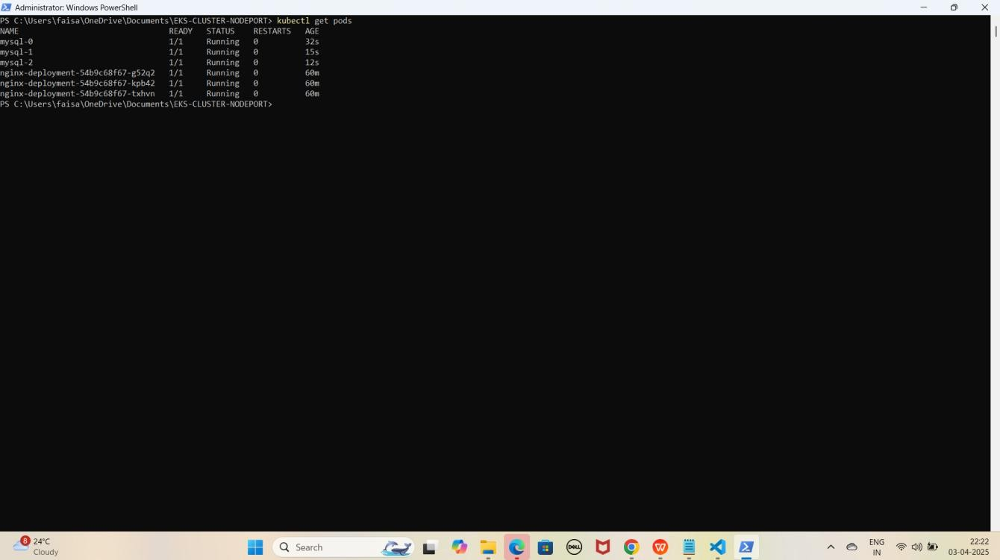 Administrator: Windows PowerShell
PS C:\Users\faisa\OneDrive\Documents\EKS-CLUSTER-NODEPORT> kubectl get pods
NAME READY STATUS RESTARTS AGE
mysql-0 1/1 Running 0 32s
mysql-1 1/1 Running 0 15s
mysql-2 1/1 Running 0 12s
nginx-deployment-54b9c68f67-g52q2 1/1 Running 0 60m
nginx-deployment-54b9c68f67-kpb42 1/1 Running 0 60m
nginx-deployment-54b9c68f67-txhvn 1/1 Running 0 60m
PS C:\Users\faisa\OneDrive\Documents\EKS-CLUSTER-NODEPORT>
8
24°C
Cloudy
Search
DELL
W
ENG
IN
22:22
03-04-2025